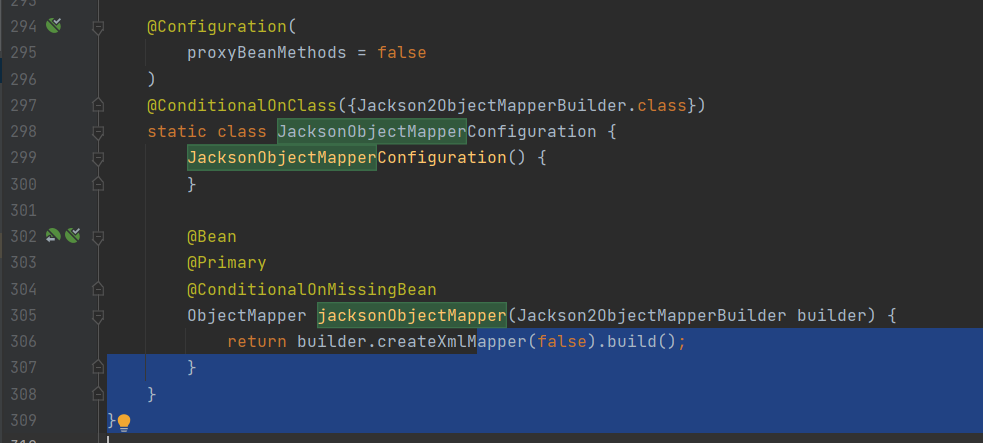 293
294 @Configuration(
295 proxyBeanMethods = false
296 )
297 @ConditionalOnClass({Jackson2ObjectMapperBuilder.class})
298 static class JacksonObjectMapperConfiguration {
299 JacksonObjectMapperConfiguration() {
300 }
301
302 @Bean
303 @Primary
304 @ConditionalOnMissingBean
305 ObjectMapper jacksonObjectMapper(Jackson2ObjectMapperBuilder builder) {
306 return builder.createXmlMapper(false).build();
307 }
308 }
309 }
310